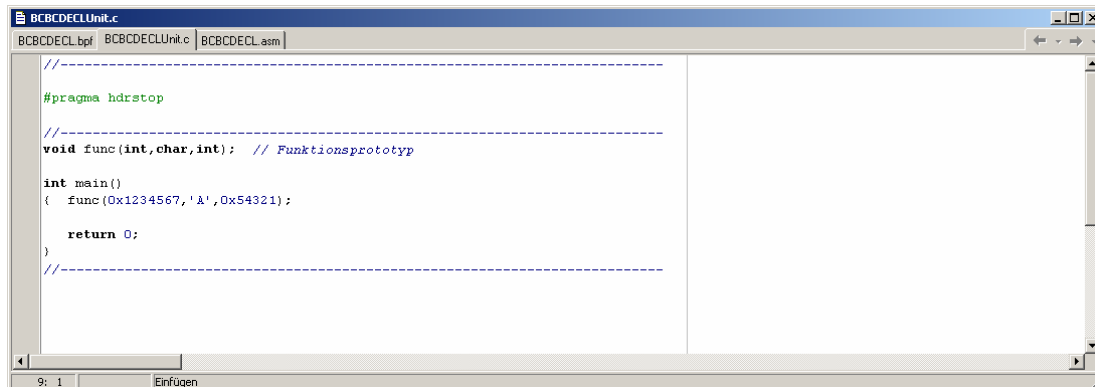 BCBCDECLUnit.c
BCBCDECL.bpf BCBCDECLUnit.c BCBCDECL.asm
//---------------------------------------------------------------------------
#pragma hdrstop
//---------------------------------------------------------------------------
void func(int,char,int);  // Funktionsprototyp
int main()
{  func(0x1234567,'A',0x54321);
   return 0;
}
//---------------------------------------------------------------------------
9: 1 Einfügen